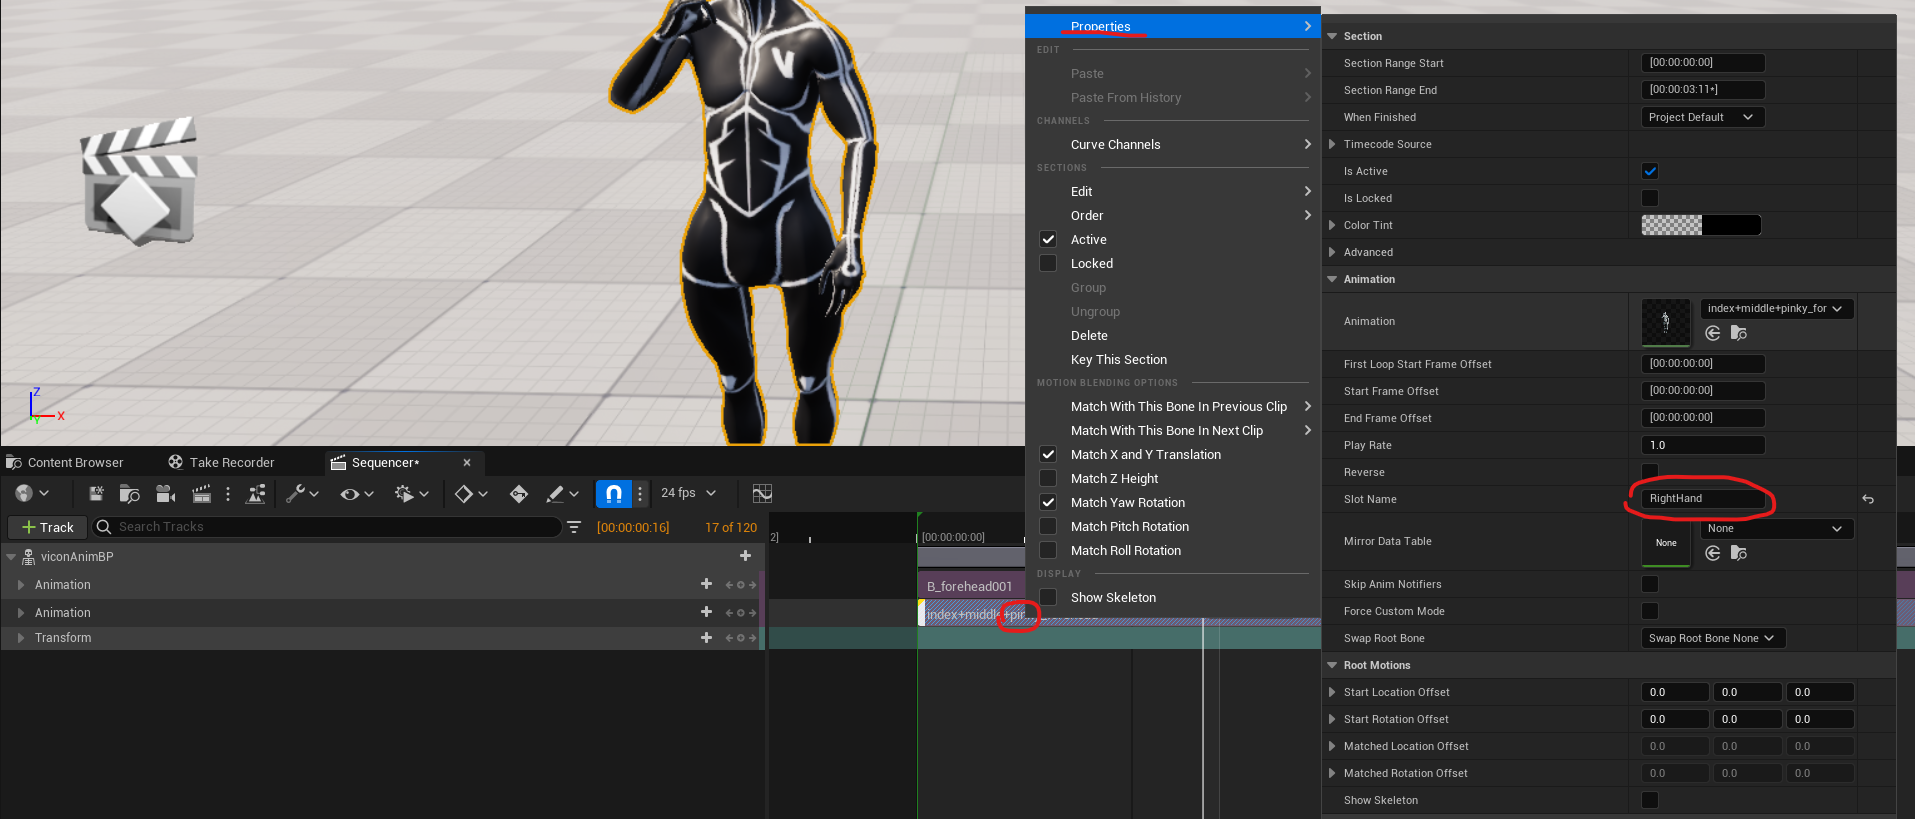 Z
X
Y
Content Browser
Take Recorder
Sequencer*
24 fps
Track
Search Tracks
[00:00:00:16]
17 of 120
2]
[00:00:00:00]
viconAnimBP
Animation
B_forehead001
Animation
index+middle+pinky_forehead
Transform
Properties
EDIT
Paste
Paste From History
CHANNELS
Curve Channels
SECTIONS
Edit
Order
Active
Locked
Group
Ungroup
Delete
Key This Section
MOTION BLENDING OPTIONS
Match With This Bone In Previous Clip
Match With This Bone In Next Clip
Match X and Y Translation
Match Z Height
Match Yaw Rotation
Match Pitch Rotation
Match Roll Rotation
DISPLAY
Show Skeleton
Section
Section Range Start [00:00:00:00]
Section Range End [00:00:03:11*]
When Finished Project Default
Timecode Source
Is Active
Is Locked
Color Tint
Advanced
Animation
Animation index+middle+pinky_for
First Loop Start Frame Offset [00:00:00:00]
Start Frame Offset [00:00:00:00]
End Frame Offset [00:00:00:00]
Play Rate 1.0
Reverse
Slot Name RightHand
Mirror Data Table None None
Skip Anim Notifiers
Force Custom Mode
Swap Root Bone Swap Root Bone None
Root Motions
Start Location Offset 0.0 0.0 0.0
Start Rotation Offset 0.0 0.0 0.0
Matched Location Offset 0.0 0.0 0.0
Matched Rotation Offset 0.0 0.0 0.0
Show Skeleton